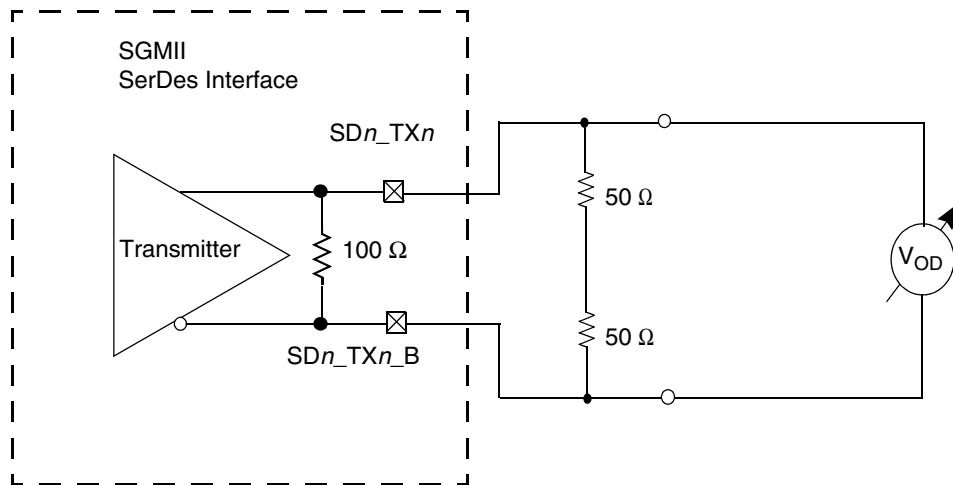 SGMII
SerDes Interface
SDn_TXn
50 Ω
Transmitter
100 Ω
VOD
50 Ω
SDn_TXn_B